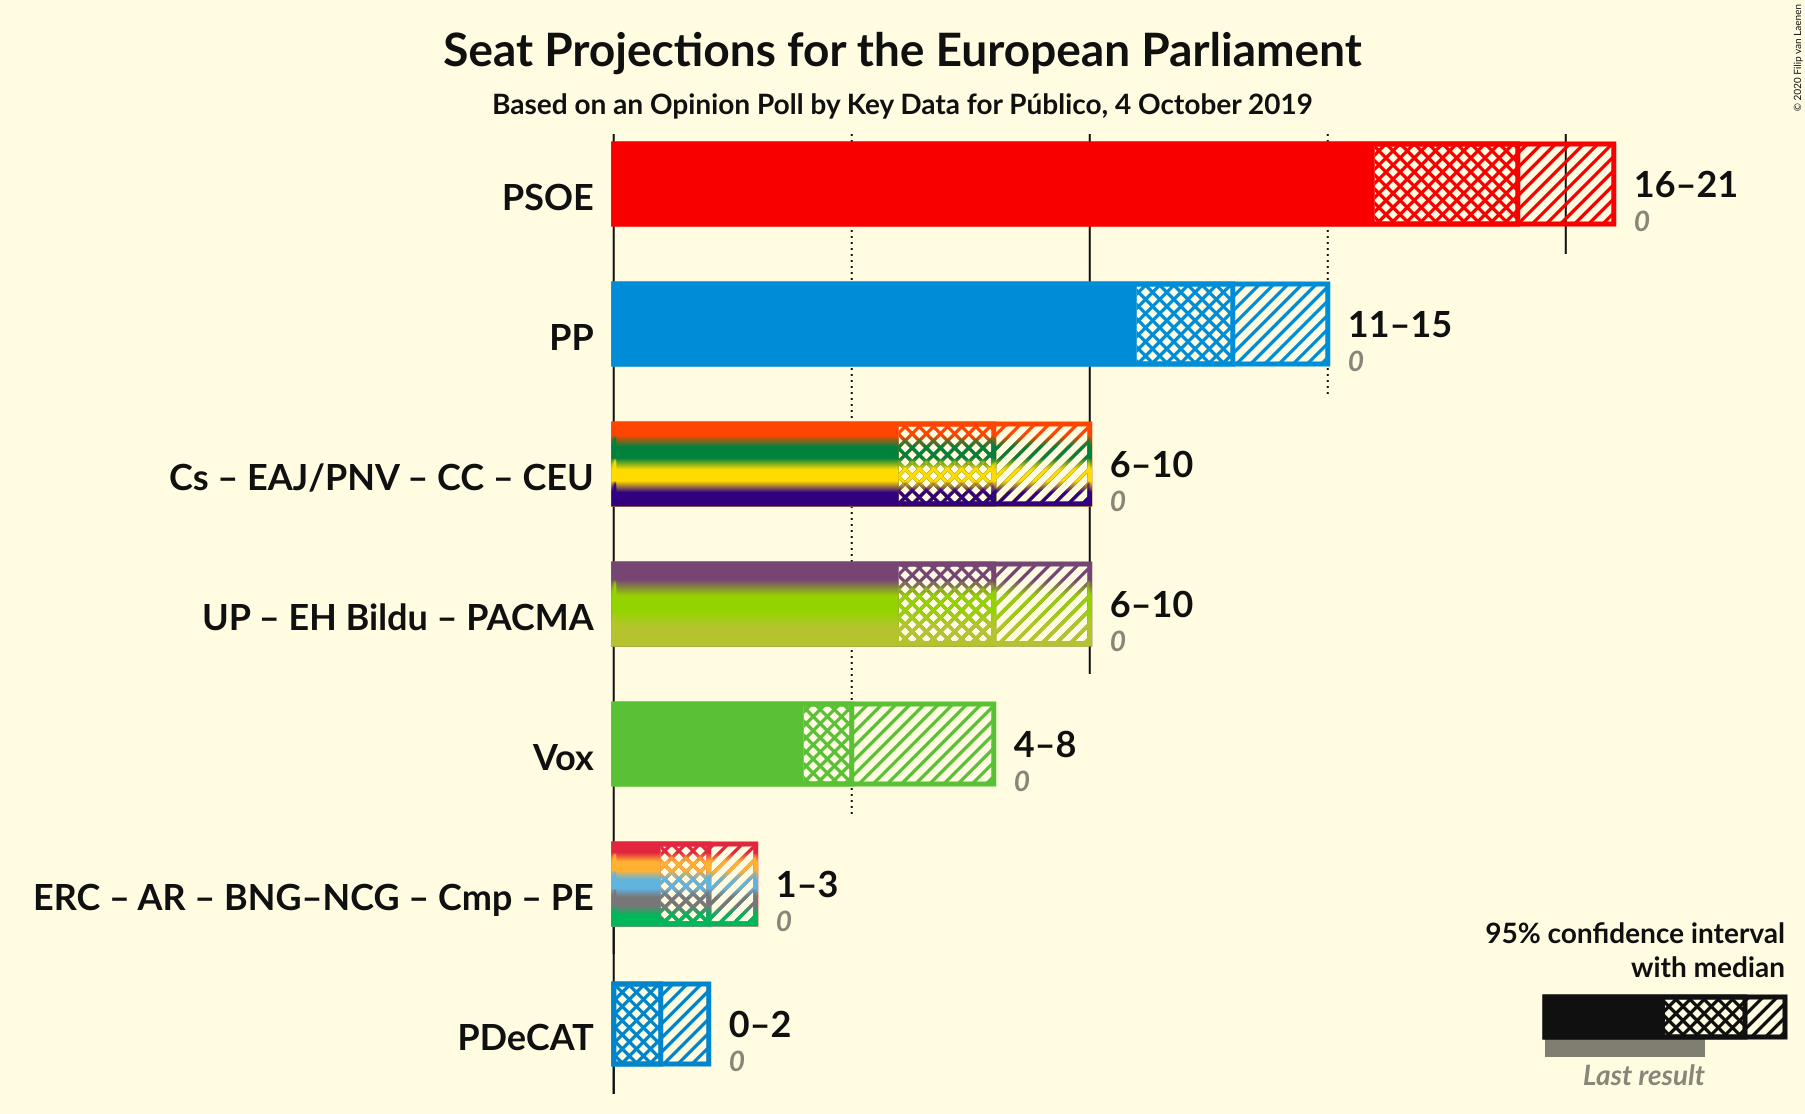 Seat Projections for the European Parliament
Based on an Opinion Poll by Key Data for Público, 4 October 2019
© 2020 Filip van Laenen
PSOE
16–21
0
PP
11–15
0
Cs – EAJ/PNV – CC – CEU
6–10
0
UP – EH Bildu – PACMA
6–10
0
Vox
4–8
0
ERC – AR – BNG–NCG – Cmp – PE
1–3
0
PDeCAT
0–2
0
95% confidence interval
with median
Last result